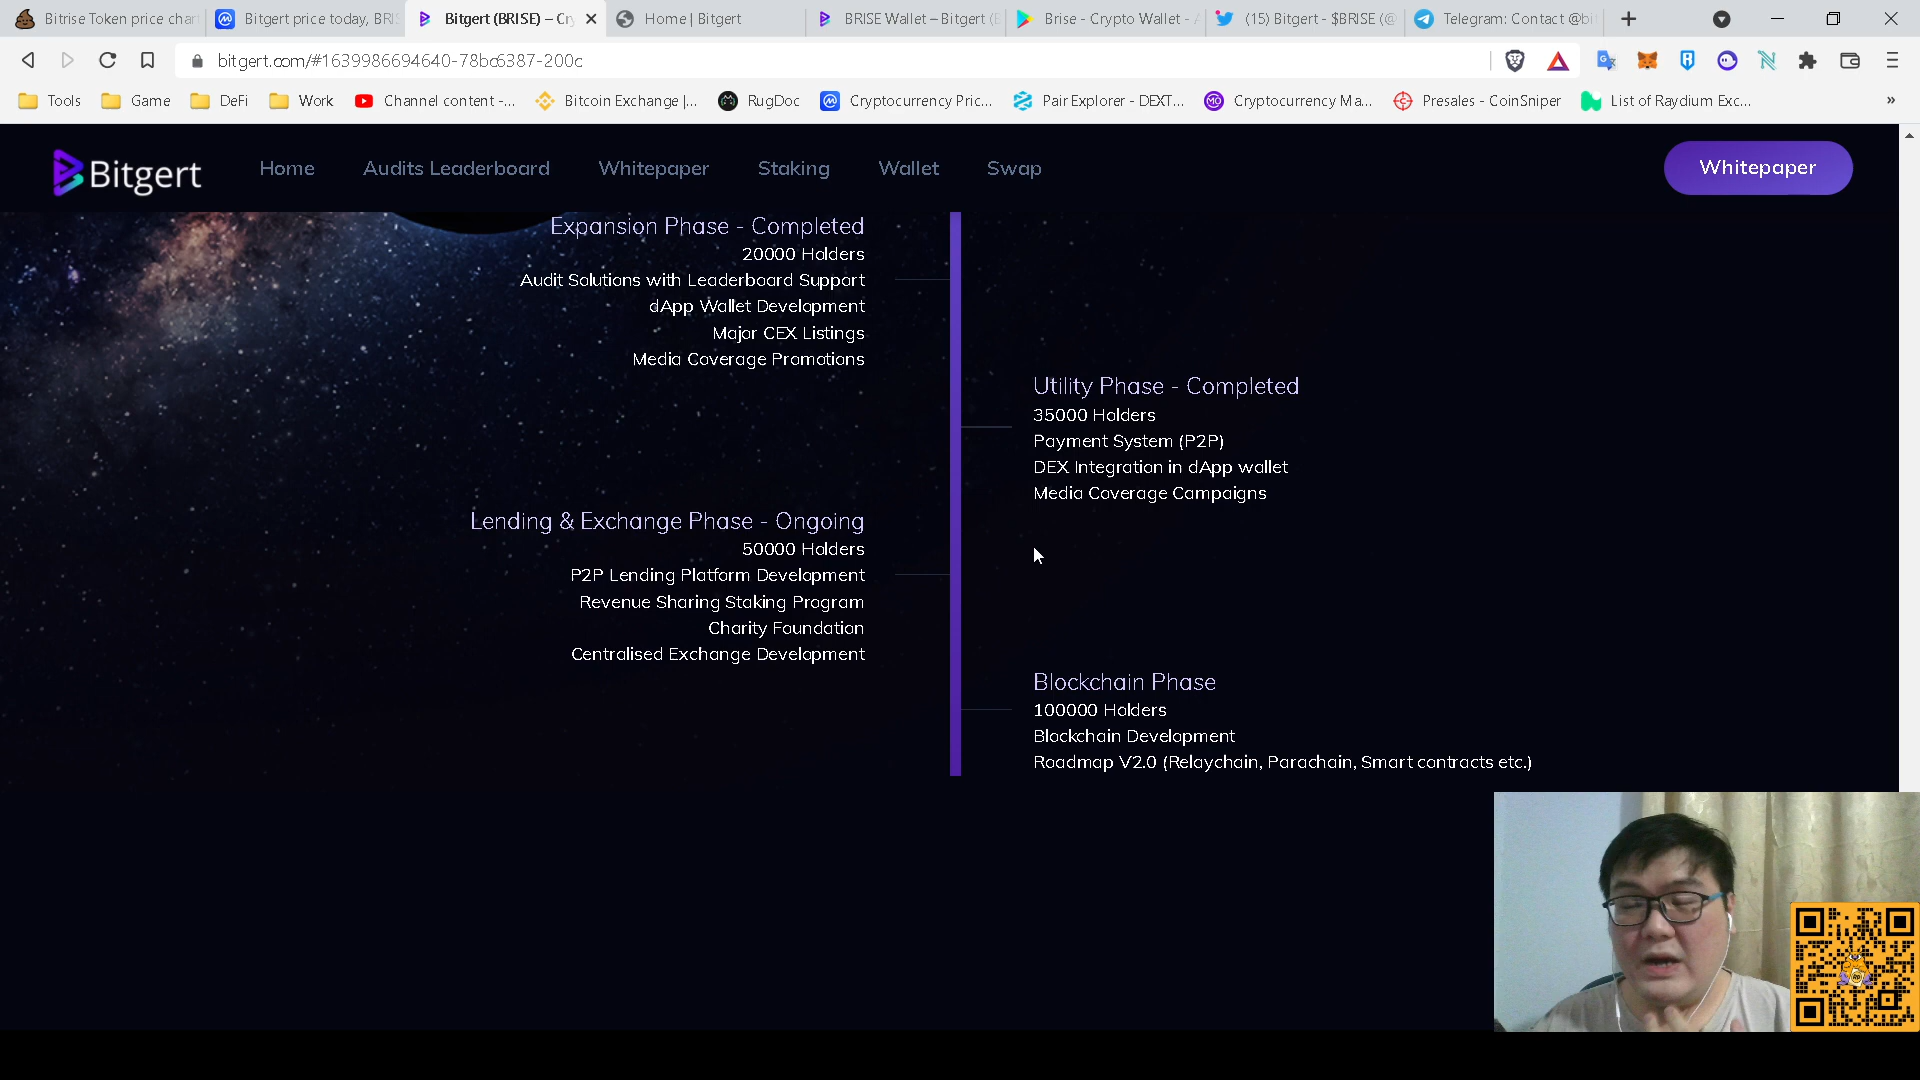 Bitrise Token price char
Bitgert price today, BRIS
Bitgert (BRISE) – Cr
Home | Bitgert
BRISE Wallet – Bitgert (B
Brise - Crypto Wallet - A
(15) Bitgert - $BRISE (@
Telegram: Contact @bi
bitgert.com/#1639986694640-78bc6387-200c
Tools
Game
DeFi
Work
Channel content -...
Bitcoin Exchange |...
RugDoc
Cryptocurrency Pric...
Pair Explorer - DEXT...
Cryptocurrency Ma...
Presales - CoinSniper
List of Raydium Exc...
Bitgert
Home
Audits Leaderboard
Whitepaper
Staking
Wallet
Swap
Whitepaper
Expansion Phase - Completed
20000 Holders
Audit Solutions with Leaderboard Support
dApp Wallet Development
Major CEX Listings
Media Coverage Promotions
Utility Phase - Completed
35000 Holders
Payment System (P2P)
DEX Integration in dApp wallet
Media Coverage Campaigns
Lending & Exchange Phase - Ongoing
50000 Holders
P2P Lending Platform Development
Revenue Sharing Staking Program
Charity Foundation
Centralised Exchange Development
Blockchain Phase
100000 Holders
Blockchain Development
Roadmap V2.0 (Relaychain, Parachain, Smart contracts etc.)